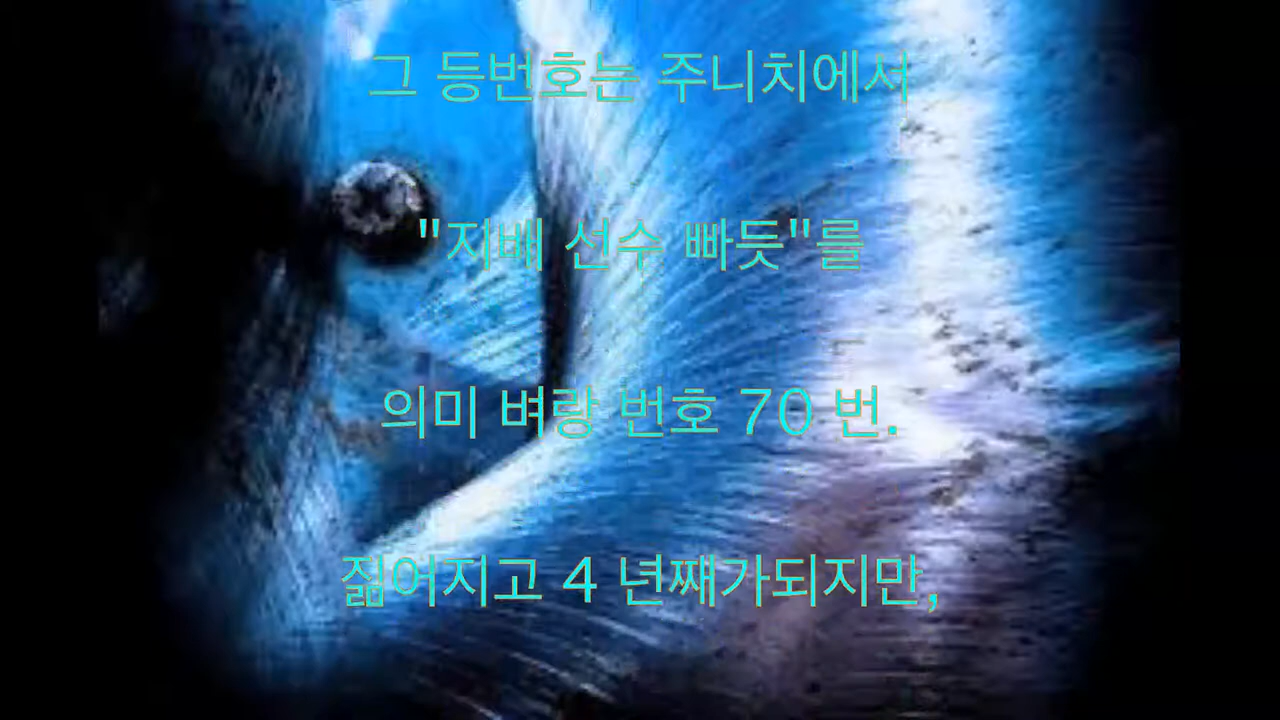 그 등번호는 주니치에서
"지배 선수 빠듯"를
의미 벼랑 번호 70 번.
짊어지고 4 년째가되지만,